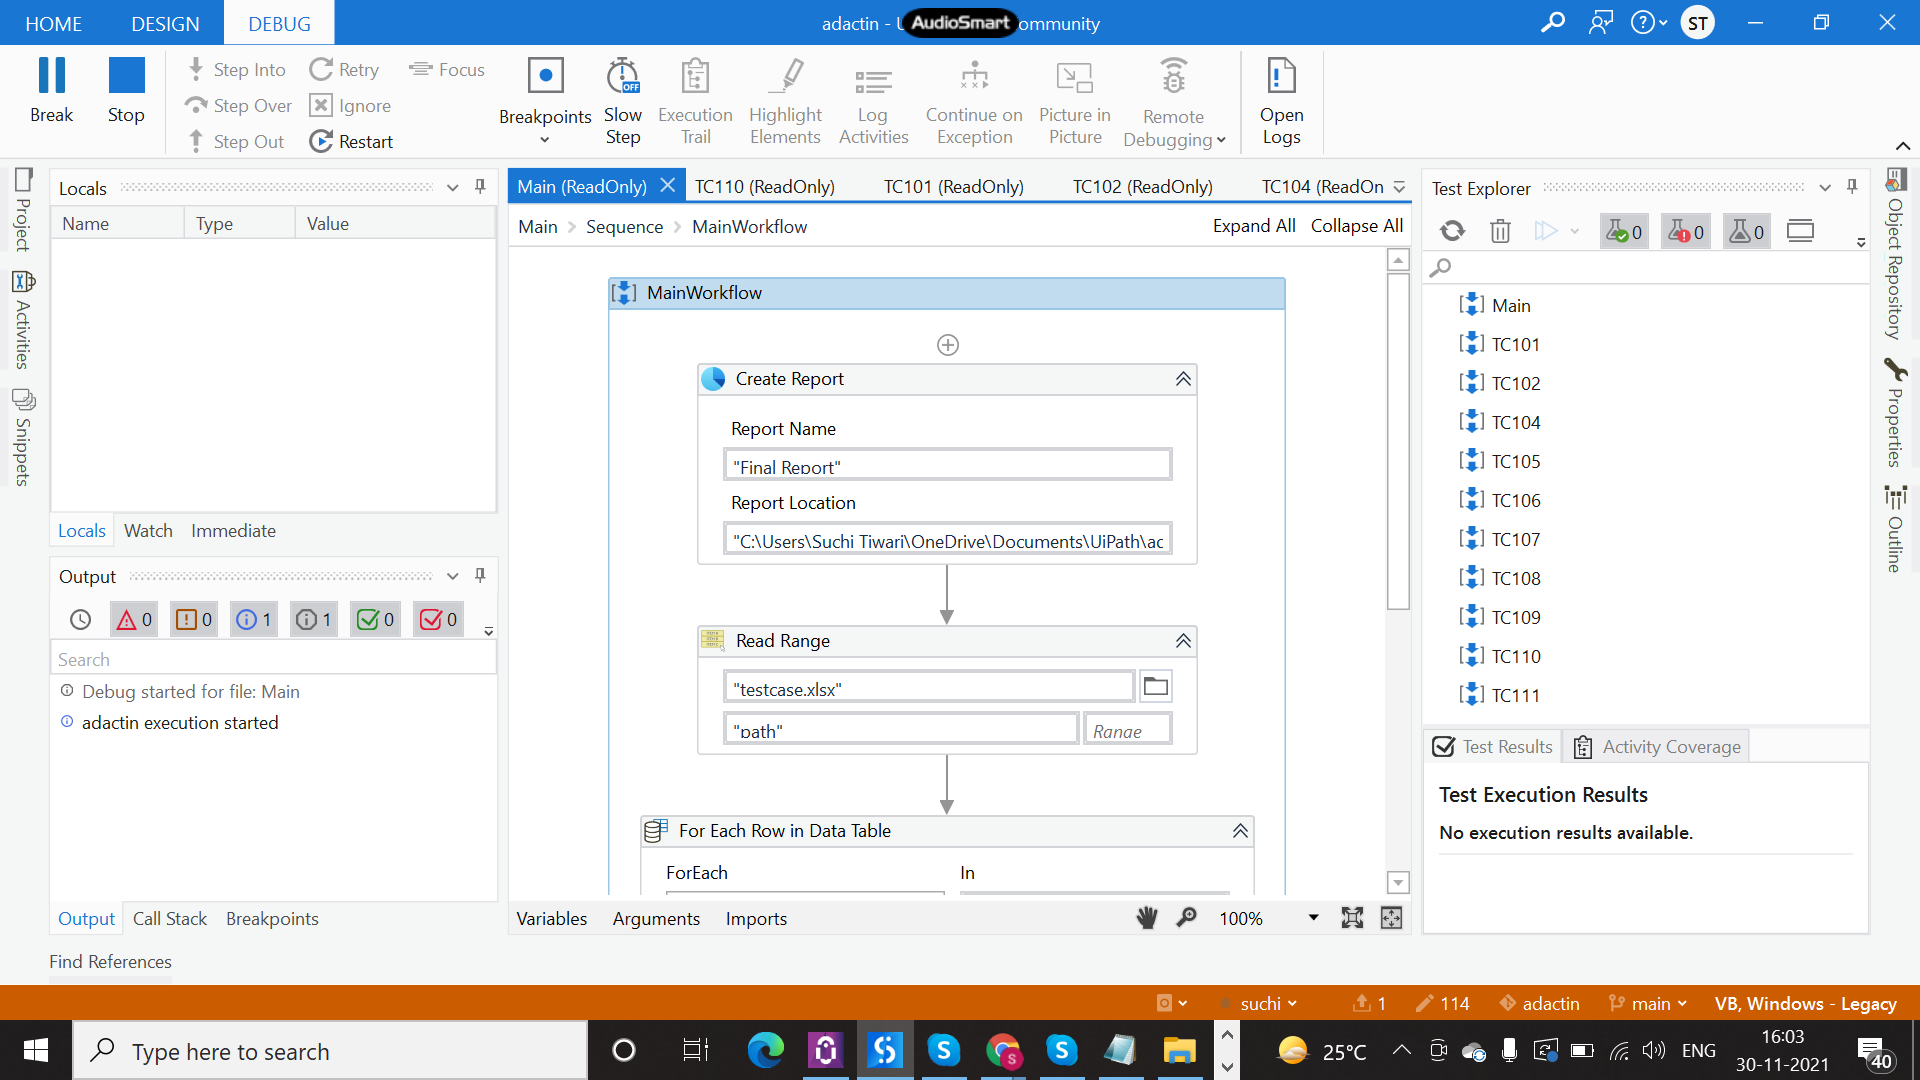 HOME DESIGN DEBUG
adactin - U AudioSmart ommunity
ST
Break
Stop
Step Into
Step Over
Step Out
Retry
Ignore
Restart
Focus
Breakpoints
Slow Step
OFF
Execution Trail
Highlight Elements
Log Activities
Continue on Exception
Picture in Picture
Remote Debugging
Open Logs
Project
Activities
Snippets
Locals
Name Type Value
Locals Watch Immediate
Output
0 0 1 1 0 0
Search
Debug started for file: Main
adactin execution started
Output Call Stack Breakpoints
Find References
Main (ReadOnly) TC110 (ReadOnly) TC101 (ReadOnly) TC102 (ReadOnly) TC104 (ReadOn
Main > Sequence > MainWorkflow
Expand All Collapse All
MainWorkflow
Create Report
Report Name
"Final Report"
Report Location
"C:\Users\Suchi Tiwari\OneDrive\Documents\UiPath\ac
Read Range
"testcase.xlsx"
"path" Range
For Each Row in Data Table
ForEach In
Variables Arguments Imports
100%
Test Explorer
0 0 0
Main
TC101
TC102
TC104
TC105
TC106
TC107
TC108
TC109
TC110
TC111
Test Results Activity Coverage
Test Execution Results
No execution results available.
Object Repository
Properties
Outline
suchi 1 114 adactin main VB, Windows - Legacy
Type here to search
25°C
ENG
16:03
30-11-2021
40